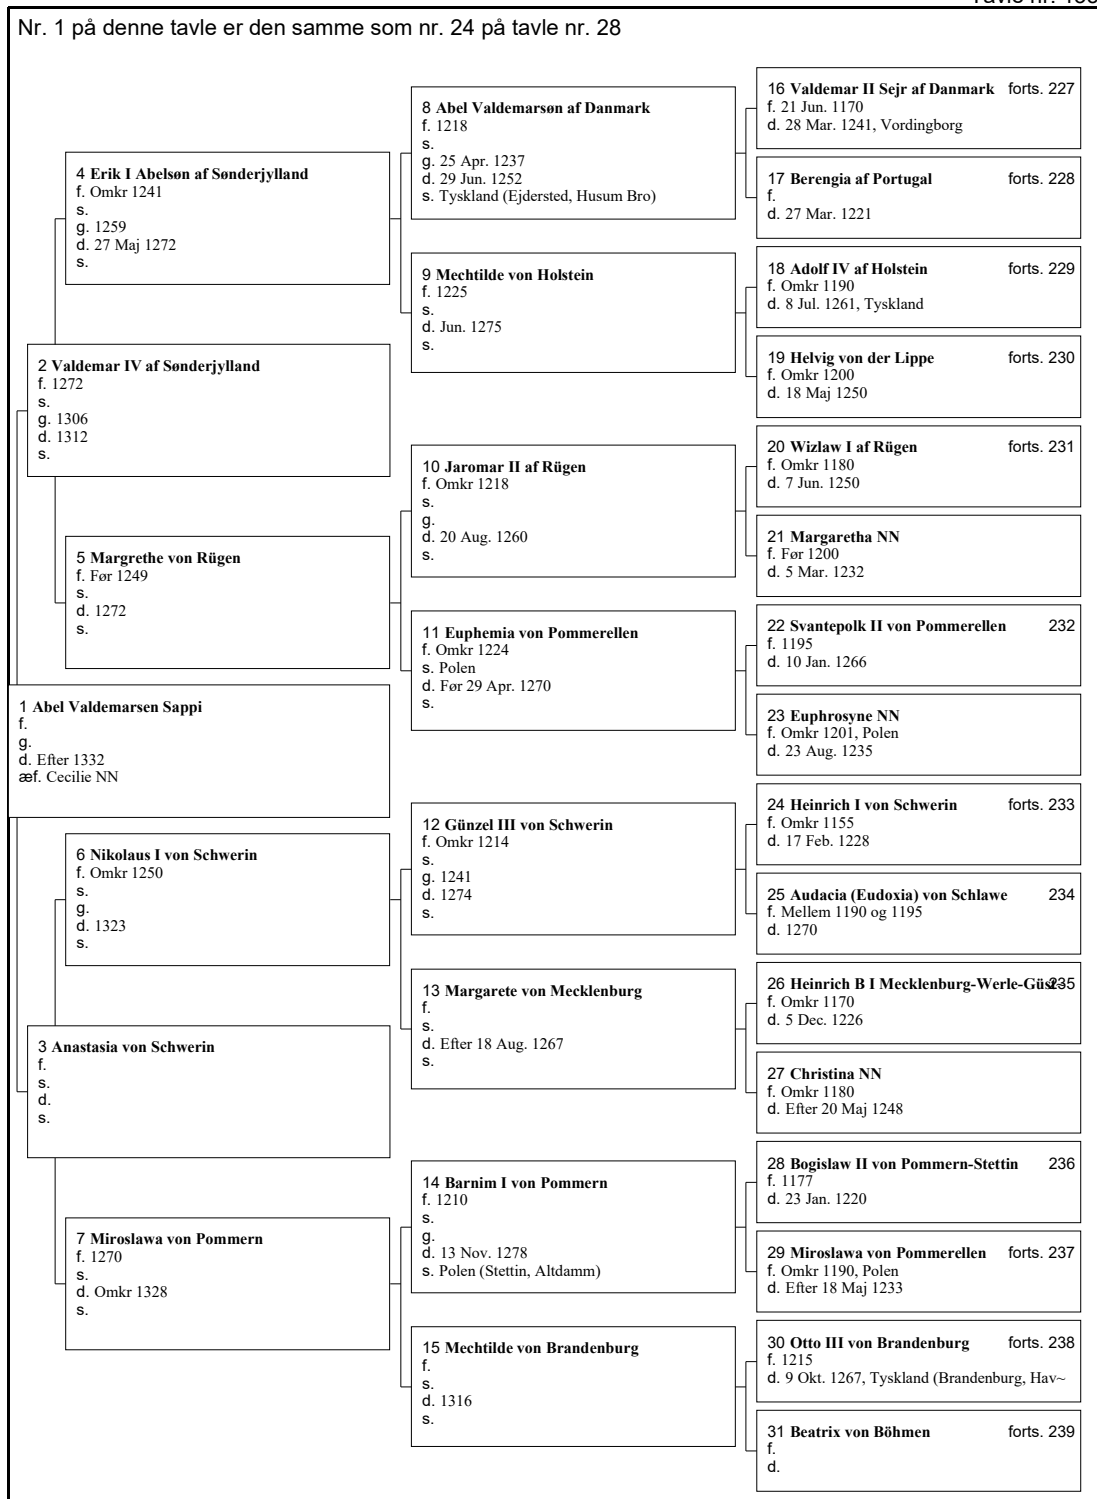 Nr. 1 på denne tavle er den samme som nr. 24 på tavle nr. 28
16 Valdemar II Sejr af Danmark forts. 227
f. 21 Jun. 1170
d. 28 Mar. 1241, Vordingborg
8 Abel Valdemarsøn af Danmark
f. 1218
s.
g. 25 Apr. 1237
d. 29 Jun. 1252
s. Tyskland (Ejdersted, Husum Bro)
4 Erik I Abelsøn af Sønderjylland
f. Omkr 1241
s.
g. 1259
d. 27 Maj 1272
s.
17 Berengia af Portugal forts. 228
f.
d. 27 Mar. 1221
9 Mechtilde von Holstein
f. 1225
s.
d. Jun. 1275
s.
18 Adolf IV af Holstein forts. 229
f. Omkr 1190
d. 8 Jul. 1261, Tyskland
2 Valdemar IV af Sønderjylland
f. 1272
s.
g. 1306
d. 1312
s.
19 Helvig von der Lippe forts. 230
f. Omkr 1200
d. 18 Maj 1250
20 Wizlaw I af Rügen forts. 231
f. Omkr 1180
d. 7 Jun. 1250
10 Jaromar II af Rügen
f. Omkr 1218
s.
g.
d. 20 Aug. 1260
s.
21 Margaretha NN
f. Før 1200
d. 5 Mar. 1232
5 Margrethe von Rügen
f. Før 1249
s.
d. 1272
s.
22 Svantepolk II von Pommerellen 232
f. 1195
d. 10 Jan. 1266
11 Euphemia von Pommerellen
f. Omkr 1224
s. Polen
d. Før 29 Apr. 1270
s.
23 Euphrosyne NN
f. Omkr 1201, Polen
d. 23 Aug. 1235
1 Abel Valdemarsen Sappi
f.
g.
d. Efter 1332
æf. Cecilie NN
24 Heinrich I von Schwerin forts. 233
f. Omkr 1155
d. 17 Feb. 1228
12 Günzel III von Schwerin
f. Omkr 1214
s.
g. 1241
d. 1274
s.
6 Nikolaus I von Schwerin
f. Omkr 1250
s.
g.
d. 1323
s.
25 Audacia (Eudoxia) von Schlawe 234
f. Mellem 1190 og 1195
d. 1270
26 Heinrich B I Mecklenburg-Werle-Güst~ 235
f. Omkr 1170
d. 5 Dec. 1226
13 Margarete von Mecklenburg
f.
s.
d. Efter 18 Aug. 1267
s.
3 Anastasia von Schwerin
f.
s.
d.
s.
27 Christina NN
f. Omkr 1180
d. Efter 20 Maj 1248
28 Bogislaw II von Pommern-Stettin 236
f. 1177
d. 23 Jan. 1220
14 Barnim I von Pommern
f. 1210
s.
g.
d. 13 Nov. 1278
s. Polen (Stettin, Altdamm)
7 Miroslawa von Pommern
f. 1270
s.
d. Omkr 1328
s.
29 Miroslawa von Pommerellen forts. 237
f. Omkr 1190, Polen
d. Efter 18 Maj 1233
15 Mechtilde von Brandenburg
f.
s.
d. 1316
s.
30 Otto III von Brandenburg forts. 238
f. 1215
d. 9 Okt. 1267, Tyskland (Brandenburg, Hav~
31 Beatrix von Böhmen forts. 239
f.
d.